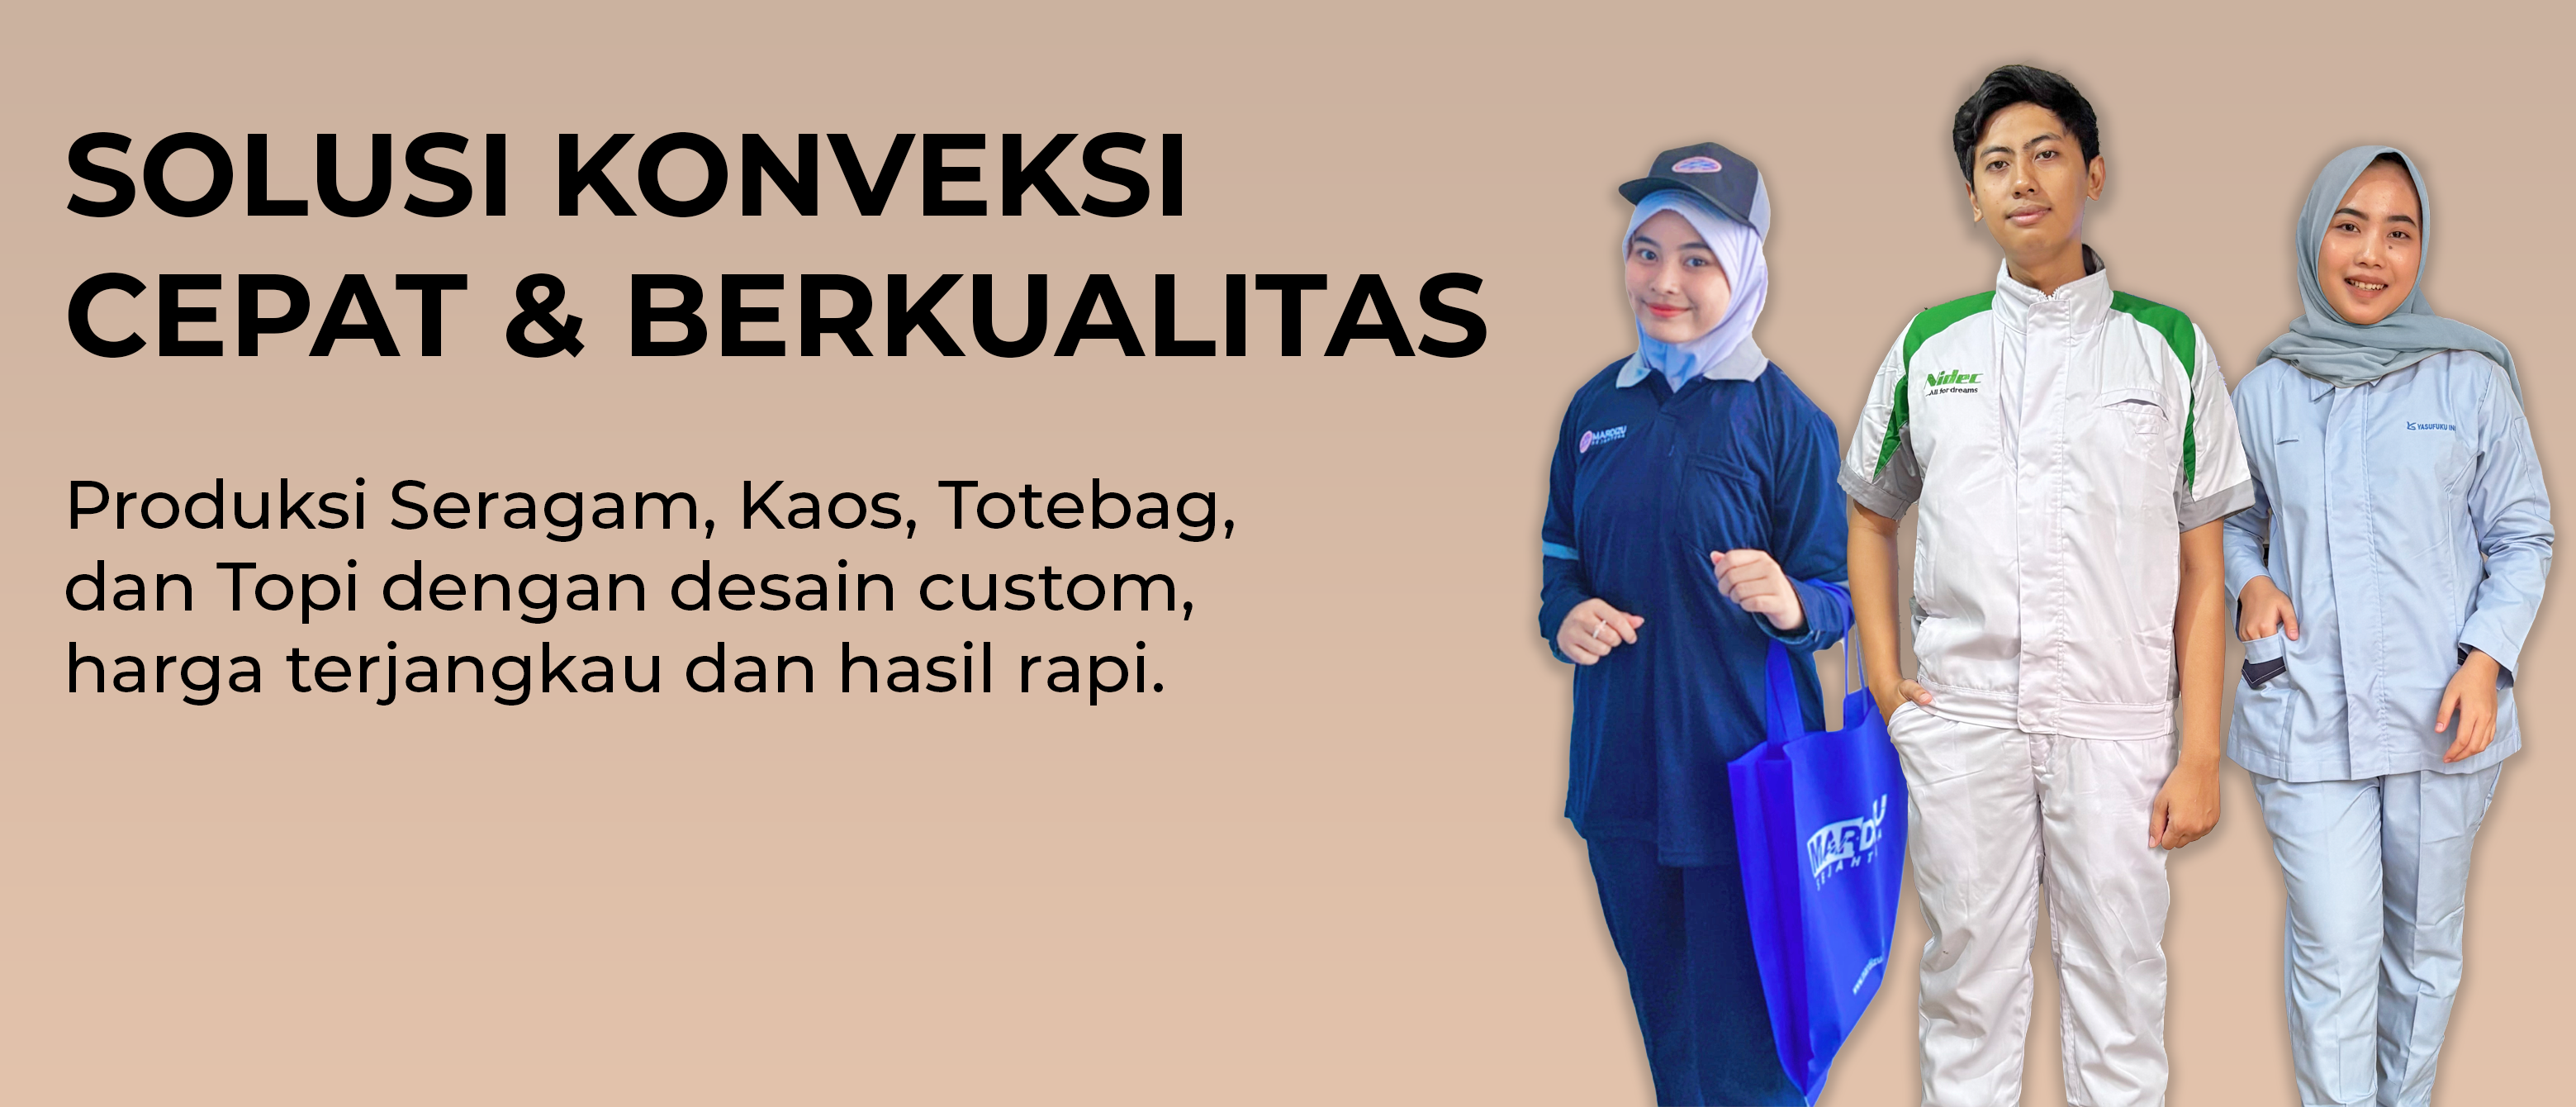 SOLUSI KONVEKSI
CEPAT & BERKUALITAS
Produksi Seragam, Kaos, Totebag,
dan Topi dengan desain custom,
harga terjangkau dan hasil rapi.
Nidec
All for dreams
YASUFUKU